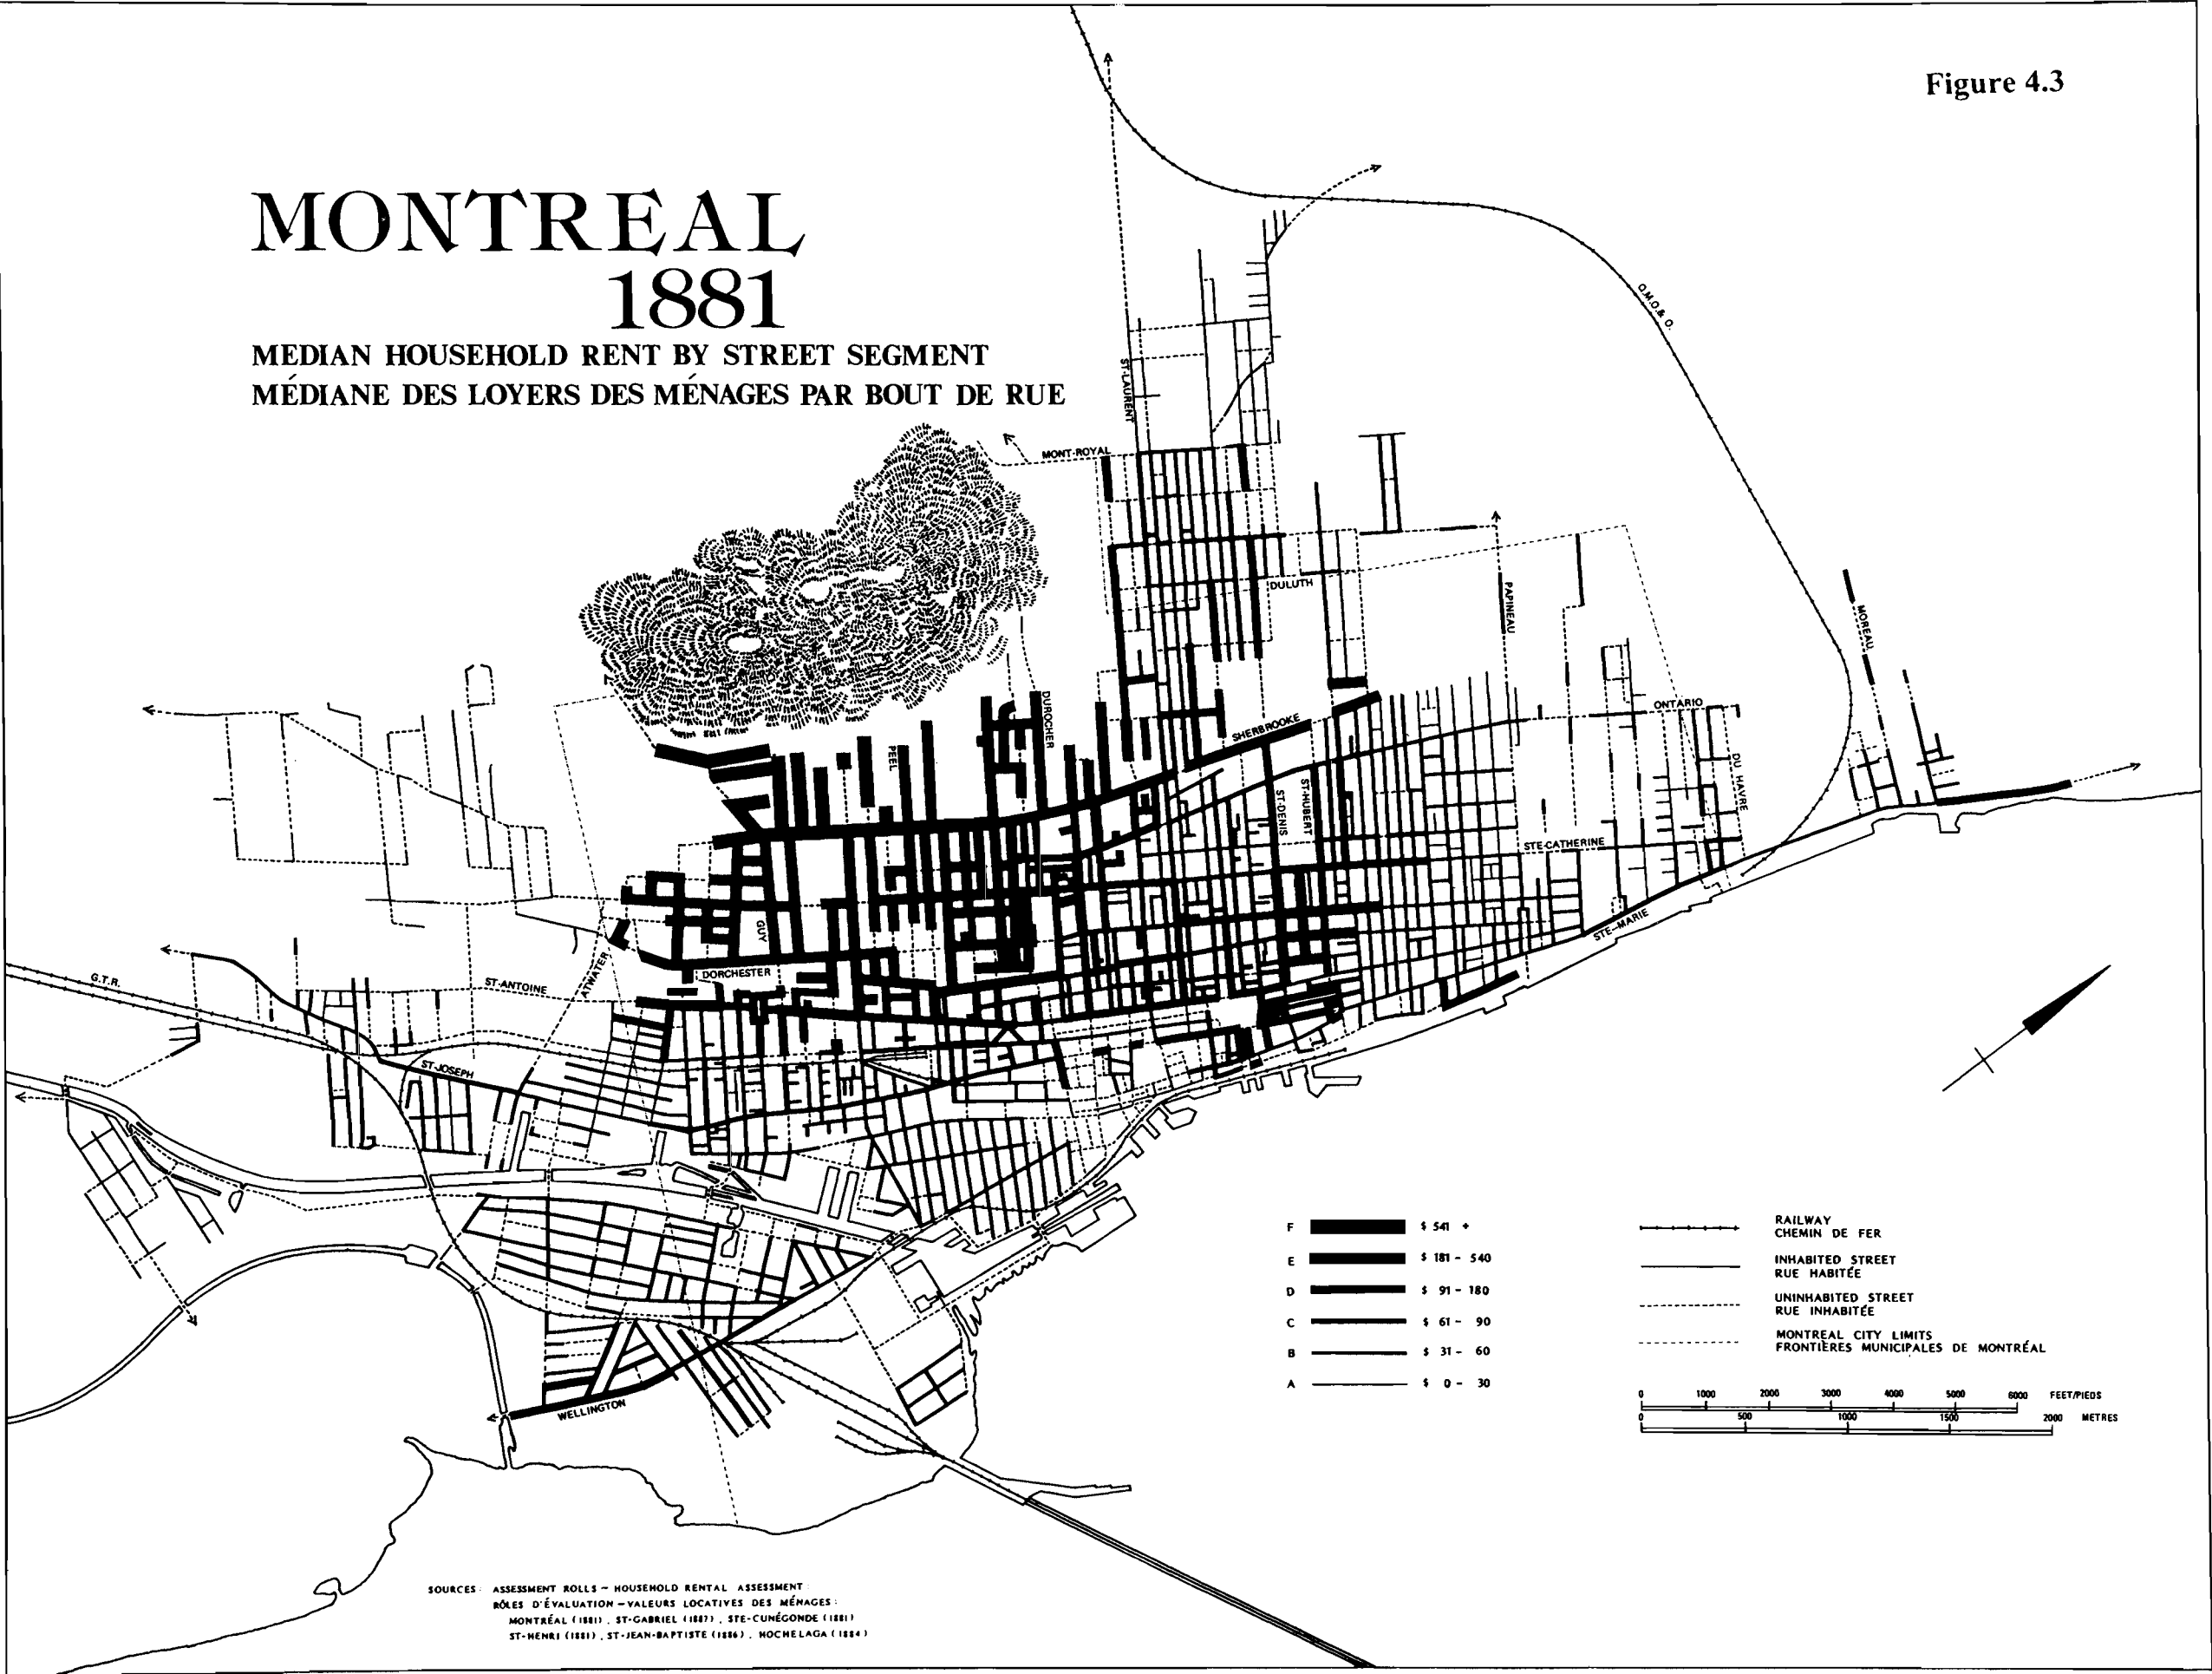 Figure 4.3
MONTREAL
1881
MEDIAN HOUSEHOLD RENT BY STREET SEGMENT
MÉDIANE DES LOYERS DES MÉNAGES PAR BOUT DE RUE
Q.M.O.& O.
ST-LAURENT
MONT-ROYAL
DULUTH
PAPINEAU
MOREAU
ONTARIO
DUROCHER
SHERBROOKE
PEEL
DU HAVRE
ST-DENIS
ST-HUBERT
STE-CATHERINE
GUY
STE-MARIE
DORCHESTER
ATWATER
ST-ANTOINE
G.T.R.
ST-JOSEPH
WELLINGTON
F $ 541 +
E $ 181 - 540
D $ 91 - 180
C $ 61 - 90
B $ 31 - 60
A $ 0 - 30
RAILWAY
CHEMIN DE FER
INHABITED STREET
RUE HABITÉE
UNINHABITED STREET
RUE INHABITÉE
MONTREAL CITY LIMITS
FRONTIÈRES MUNICIPALES DE MONTRÉAL
0 1000 2000 3000 4000 5000 6000 FEET/PIEDS
0 500 1000 1500 2000 METRES
SOURCES: ASSESSMENT ROLLS – HOUSEHOLD RENTAL ASSESSMENT
RÔLES D'ÉVALUATION – VALEURS LOCATIVES DES MÉNAGES :
MONTRÉAL (1881), ST-GABRIEL (1887), STE-CUNÉGONDE (1881)
ST-HENRI (1881), ST-JEAN-BAPTISTE (1886), HOCHELAGA (1884)